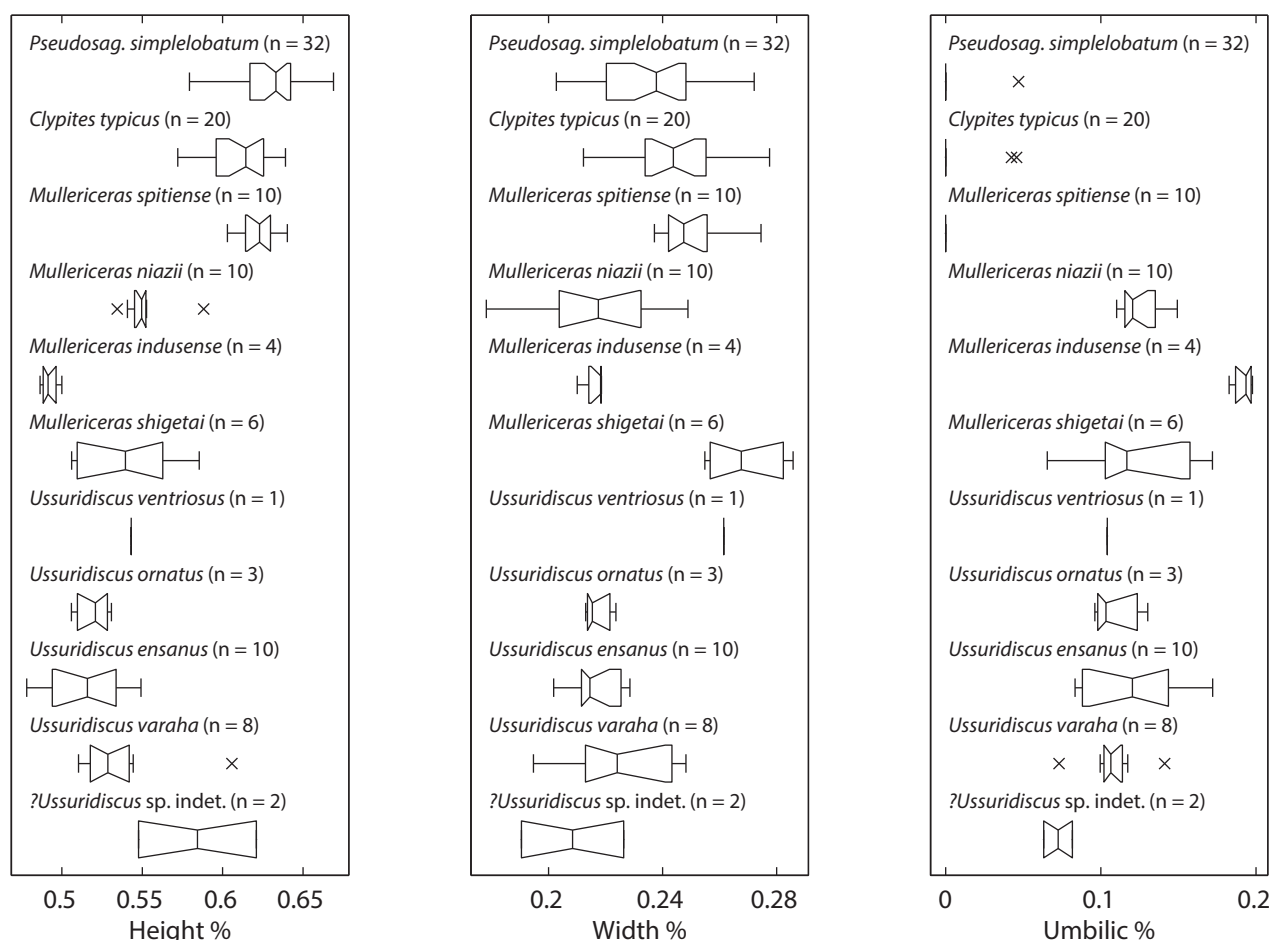 Pseudosag. simplelobatum (n = 32)
Clypites typicus (n = 20)
Mullericeras spitiense (n = 10)
Mullericeras niazii (n = 10)
Mullericeras indusense (n = 4)
Mullericeras shigetai (n = 6)
Ussuridiscus ventriosus (n = 1)
Ussuridiscus ornatus (n = 3)
Ussuridiscus ensanus (n = 10)
Ussuridiscus varaha (n = 8)
?Ussuridiscus sp. indet. (n = 2)
0.5 0.55 0.6 0.65
Height %
Pseudosag. simplelobatum (n = 32)
Clypites typicus (n = 20)
Mullericeras spitiense (n = 10)
Mullericeras niazii (n = 10)
Mullericeras indusense (n = 4)
Mullericeras shigetai (n = 6)
Ussuridiscus ventriosus (n = 1)
Ussuridiscus ornatus (n = 3)
Ussuridiscus ensanus (n = 10)
Ussuridiscus varaha (n = 8)
?Ussuridiscus sp. indet. (n = 2)
0.2 0.24 0.28
Width %
Pseudosag. simplelobatum (n = 32)
Clypites typicus (n = 20)
Mullericeras spitiense (n = 10)
Mullericeras niazii (n = 10)
Mullericeras indusense (n = 4)
Mullericeras shigetai (n = 6)
Ussuridiscus ventriosus (n = 1)
Ussuridiscus ornatus (n = 3)
Ussuridiscus ensanus (n = 10)
Ussuridiscus varaha (n = 8)
?Ussuridiscus sp. indet. (n = 2)
0 0.1 0.2
Umbilic %